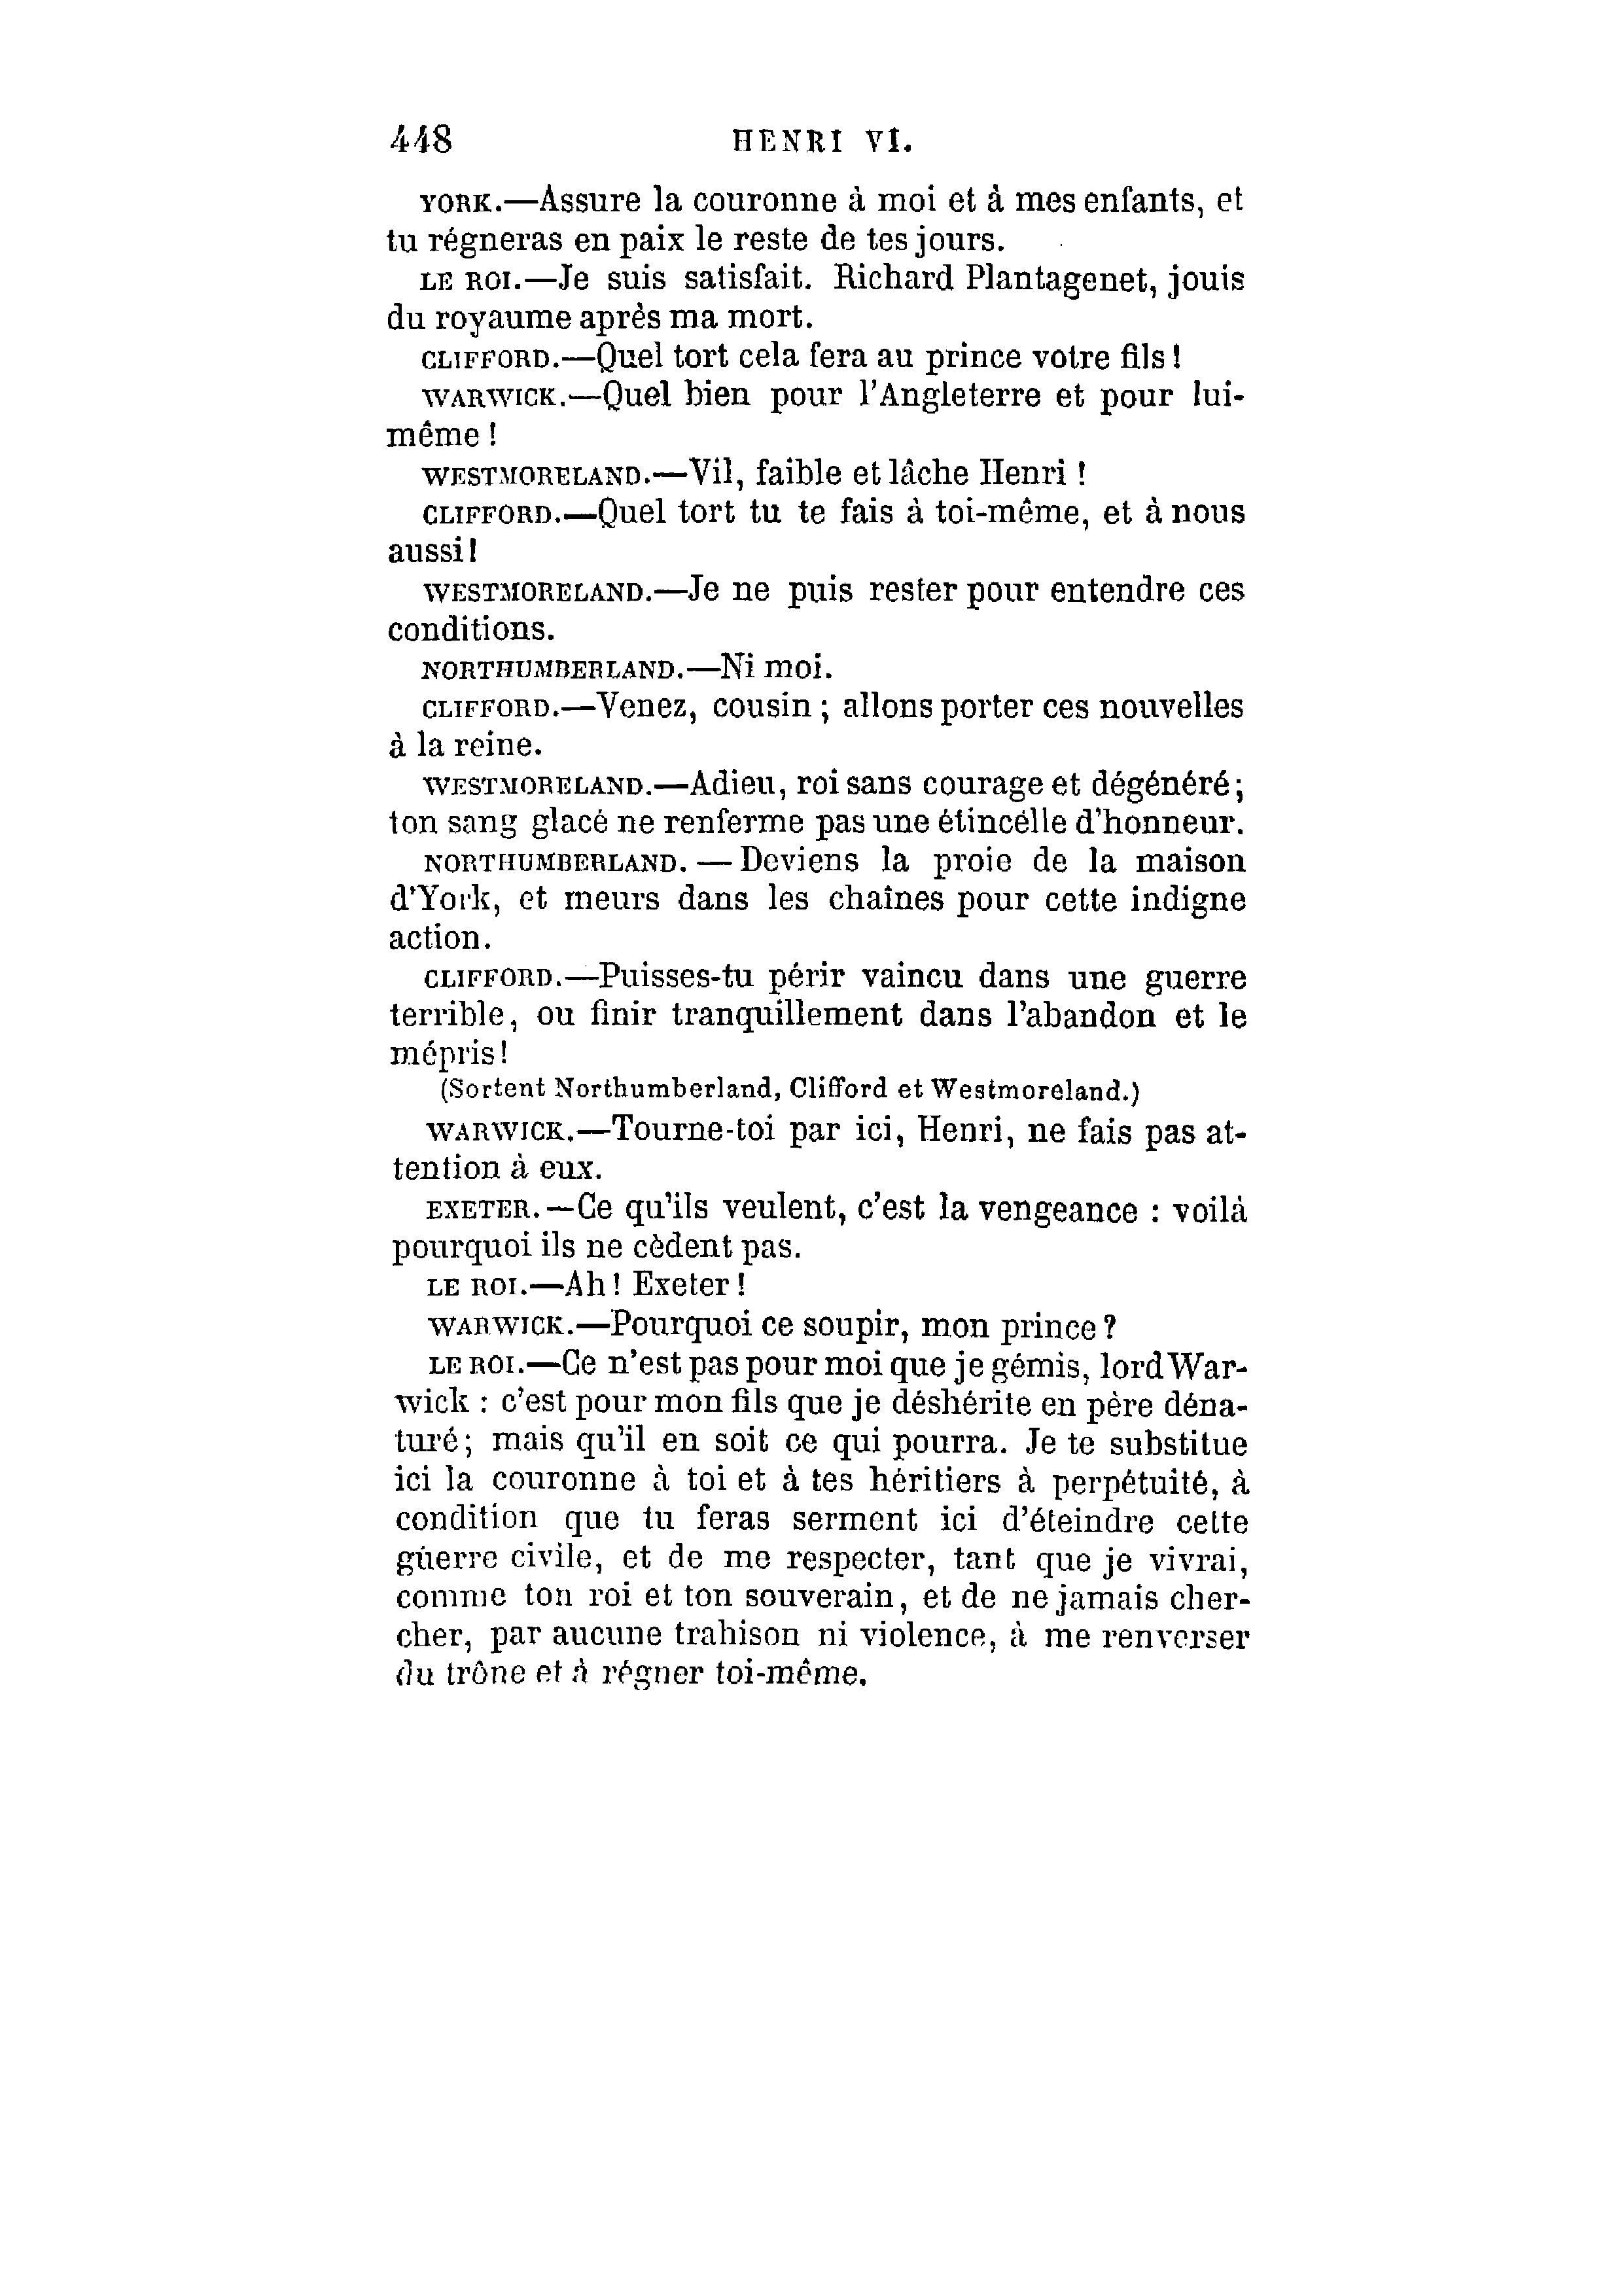 448 HENRI VI.
YORK.—Assure la couronne à moi et à mes enfants, et
tu régneras en paix le reste de tes jours.
LE ROI.—Je suis satisfait. Richard Plantagenet, jouis
du royaume après ma mort.
CLIFFORD.—Quel tort cela fera au prince votre fils !
WARWICK.—Quel bien pour l'Angleterre et pour lui-
même !
WESTMORELAND.—Vil, faible et lâche Henri !
CLIFFORD.—Quel tort tu te fais à toi-même, et à nous
aussi !
WESTMORELAND.—Je ne puis rester pour entendre ces
conditions.
NORTHUMBERLAND.—Ni moi.
CLIFFORD.—Venez, cousin ; allons porter ces nouvelles
à la reine.
WESTMORELAND.—Adieu, roi sans courage et dégénéré ;
ton sang glacé ne renferme pas une étincélle d'honneur.
NORTHUMBERLAND. — Deviens la proie de la maison
d'York, et meurs dans les chaînes pour cette indigne
action.
CLIFFORD.—Puisses-tu périr vaincu dans une guerre
terrible, ou finir tranquillement dans l'abandon et le
mépris !
(Sortent Northumberland, Clifford et Westmoreland.)
WARWICK.—Tourne-toi par ici, Henri, ne fais pas at-
tention à eux.
EXETER.—Ce qu'ils veulent, c'est la vengeance : voilà
pourquoi ils ne cèdent pas.
LE ROI.—Ah ! Exeter !
WARWICK.—Pourquoi ce soupir, mon prince ?
LE ROI.—Ce n'est pas pour moi que je gémis, lord War-
wick : c'est pour mon fils que je déshérite en père déna-
turé ; mais qu'il en soit ce qui pourra. Je te substitue
ici la couronne à toi et à tes héritiers à perpétuité, à
condition que tu feras serment ici d'éteindre cette
guerre civile, et de me respecter, tant que je vivrai,
comme ton roi et ton souverain, et de ne jamais cher-
cher, par aucune trahison ni violence, à me renverser
du trône et à régner toi-même.